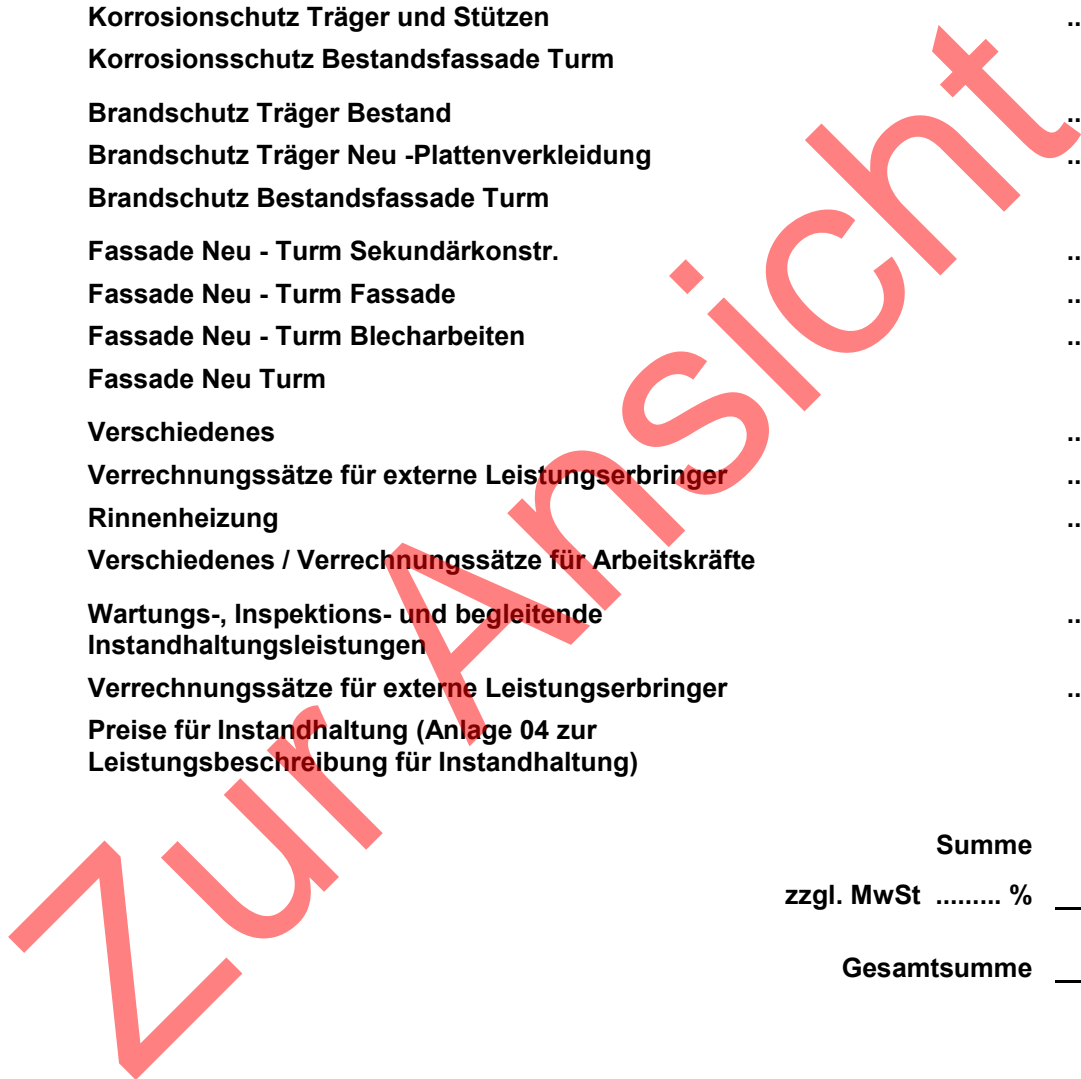 Korrosionschutz Träger und Stützen ..
Korrosionsschutz Bestandsfassade Turm
Brandschutz Träger Bestand ..
Brandschutz Träger Neu -Plattenverkleidung ..
Brandschutz Bestandsfassade Turm
Fassade Neu - Turm Sekundärkonstr. ..
Fassade Neu - Turm Fassade ..
Fassade Neu - Turm Blecharbeiten ..
Fassade Neu Turm
Verschiedenes ..
Verrechnungssätze für externe Leistungserbringer ..
Rinnenheizung ..
Verschiedenes / Verrechnungssätze für Arbeitskräfte
Wartungs-, Inspektions- und begleitende ..
Instandhaltungsleistungen
Verrechnungssätze für externe Leistungserbringer ..
Preise für Instandhaltung (Anlage 04 zur
Leistungsbeschreibung für Instandhaltung)
Summe
zzgl. MwSt ......... %
Gesamtsumme
Zur Ansicht